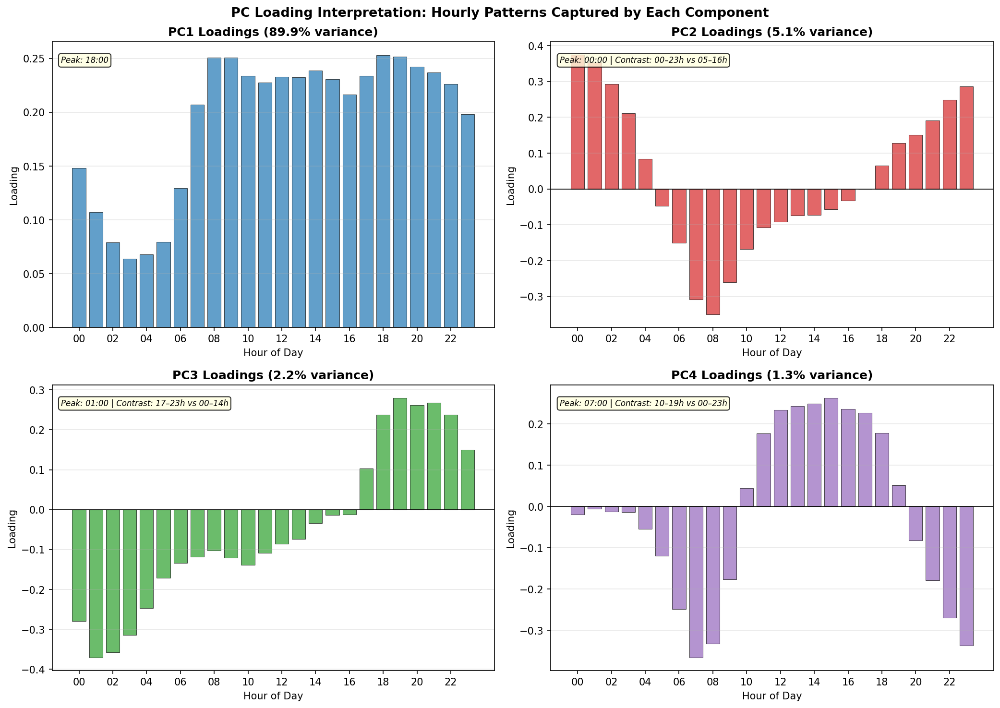 PC Loading Interpretation: Hourly Patterns Captured by Each Component
PC1 Loadings (89.9% variance)
Peak: 18:00
Loading
0.25
0.20
0.15
0.10
0.05
0.00
00 02 04 06 08 10 12 14 16 18 20 22
Hour of Day
PC2 Loadings (5.1% variance)
Peak: 00:00 | Contrast: 00–23h vs 05–16h
Loading
0.4
0.3
0.2
0.1
0.0
−0.1
−0.2
−0.3
00 02 04 06 08 10 12 14 16 18 20 22
Hour of Day
PC3 Loadings (2.2% variance)
Peak: 01:00 | Contrast: 17–23h vs 00–14h
Loading
0.3
0.2
0.1
0.0
−0.1
−0.2
−0.3
−0.4
00 02 04 06 08 10 12 14 16 18 20 22
Hour of Day
PC4 Loadings (1.3% variance)
Peak: 07:00 | Contrast: 10–19h vs 00–23h
Loading
0.2
0.1
0.0
−0.1
−0.2
−0.3
00 02 04 06 08 10 12 14 16 18 20 22
Hour of Day